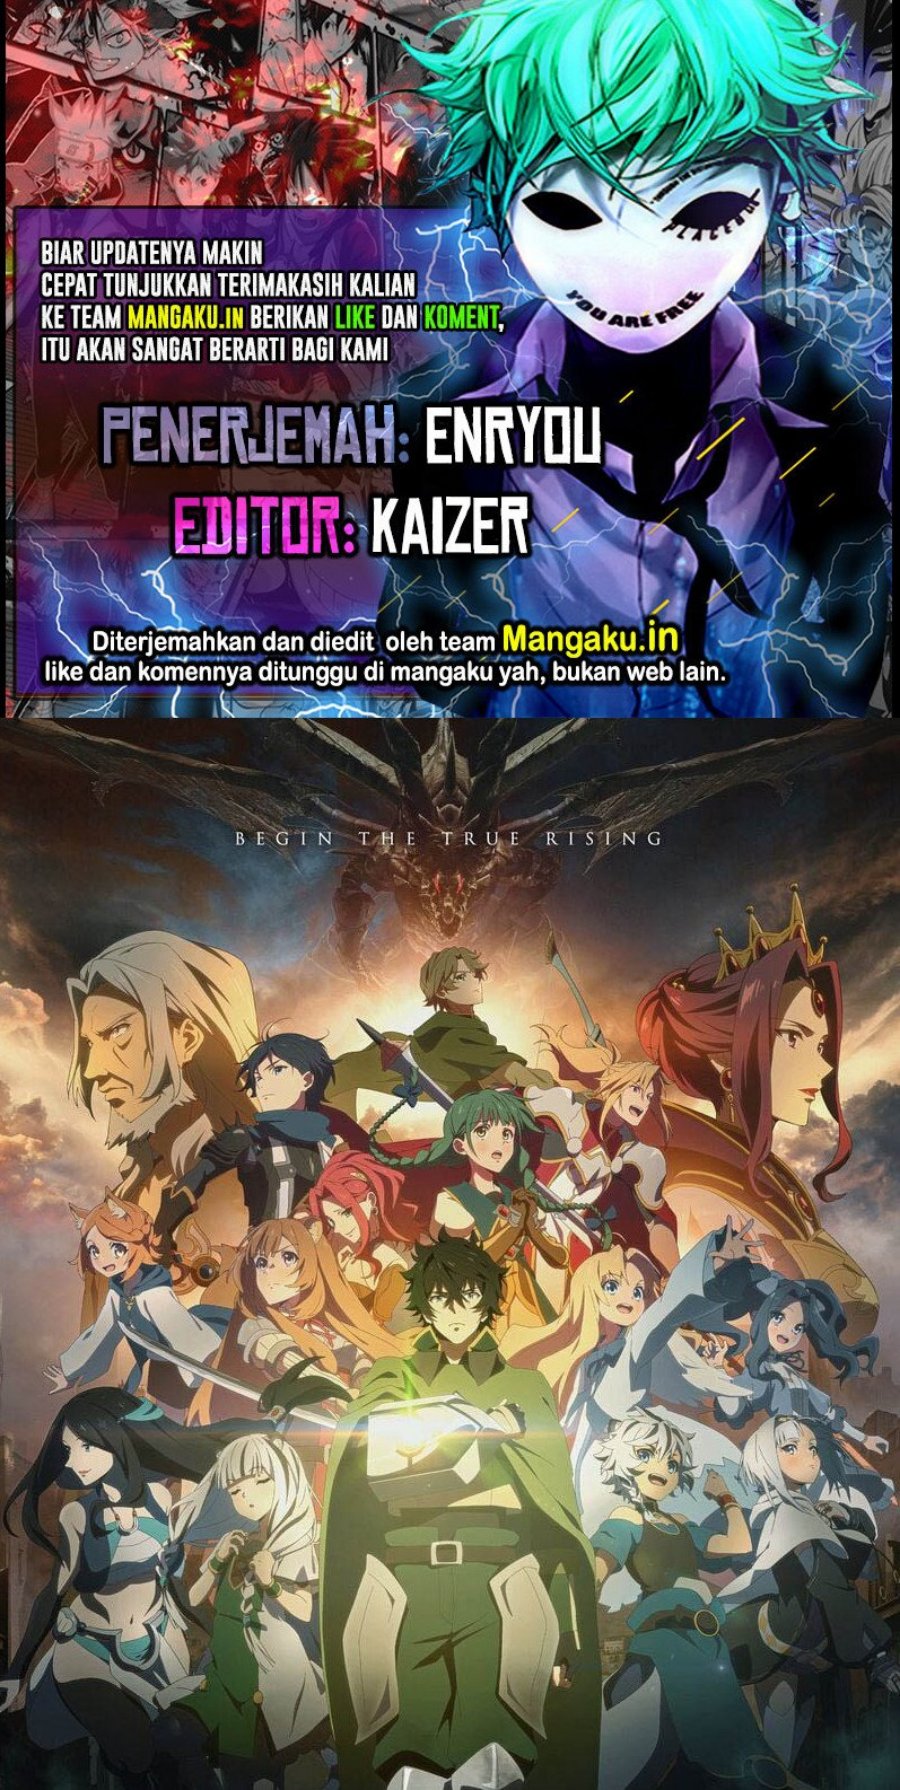 BIAR UPDATENYA MAKIN
CEPAT TUNJUKKAN TERIMAKASIH KALIAN
KE TEAM MANGAKU.IN BERIKAN LIKE DAN KOMENT,
ITU AKAN SANGAT BERARTI BAGI KAMI
PLACEBO
YOU ARE FREE
PENERJEMAH: ENRYOU
EDITOR: KAIZER
Diterjemahkan dan diedit oleh team Mangaku.in
like dan komennya ditunggu di mangaku yah, bukan web lain.
BEGIN THE TRUE RISING